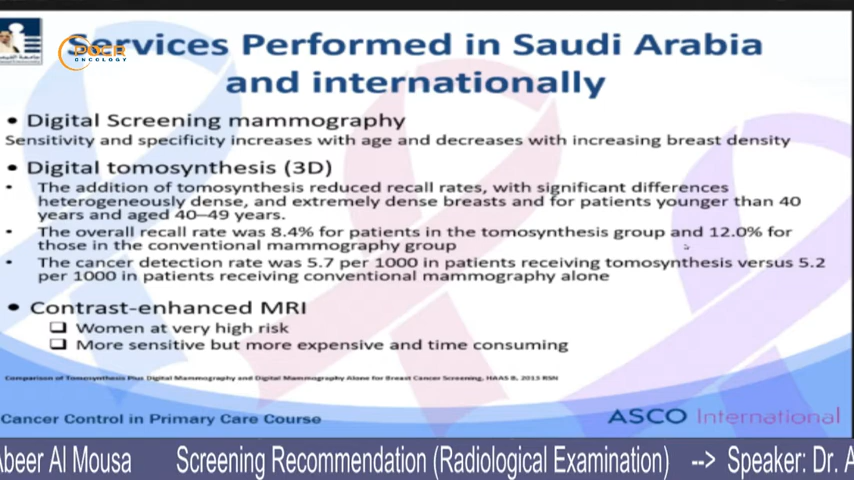 Services Performed in Saudi Arabia
and internationally
POCR
ONCOLOGY
• Digital Screening mammography
Sensitivity and specificity increases with age and decreases with increasing breast density
• Digital tomosynthesis (3D)
• The addition of tomosynthesis reduced recall rates, with significant differences
heterogeneously dense, and extremely dense breasts and for patients younger than 40
years and aged 40–49 years.
• The overall recall rate was 8.4% for patients in the tomosynthesis group and 12.0% for
those in the conventional mammography group
• The cancer detection rate was 5.7 per 1000 in patients receiving tomosynthesis versus 5.2
per 1000 in patients receiving conventional mammography alone
• Contrast-enhanced MRI
❑ Women at very high risk
❑ More sensitive but more expensive and time consuming
Comparison of Tomosynthesis Plus Digital Mammography and Digital Mammography Alone for Breast Cancer Screening, HAAS B, 2013 RSN
Cancer Control in Primary Care Course
ASCO International
Abeer Al Mousa Screening Recommendation (Radiological Examination) --> Speaker: Dr. A